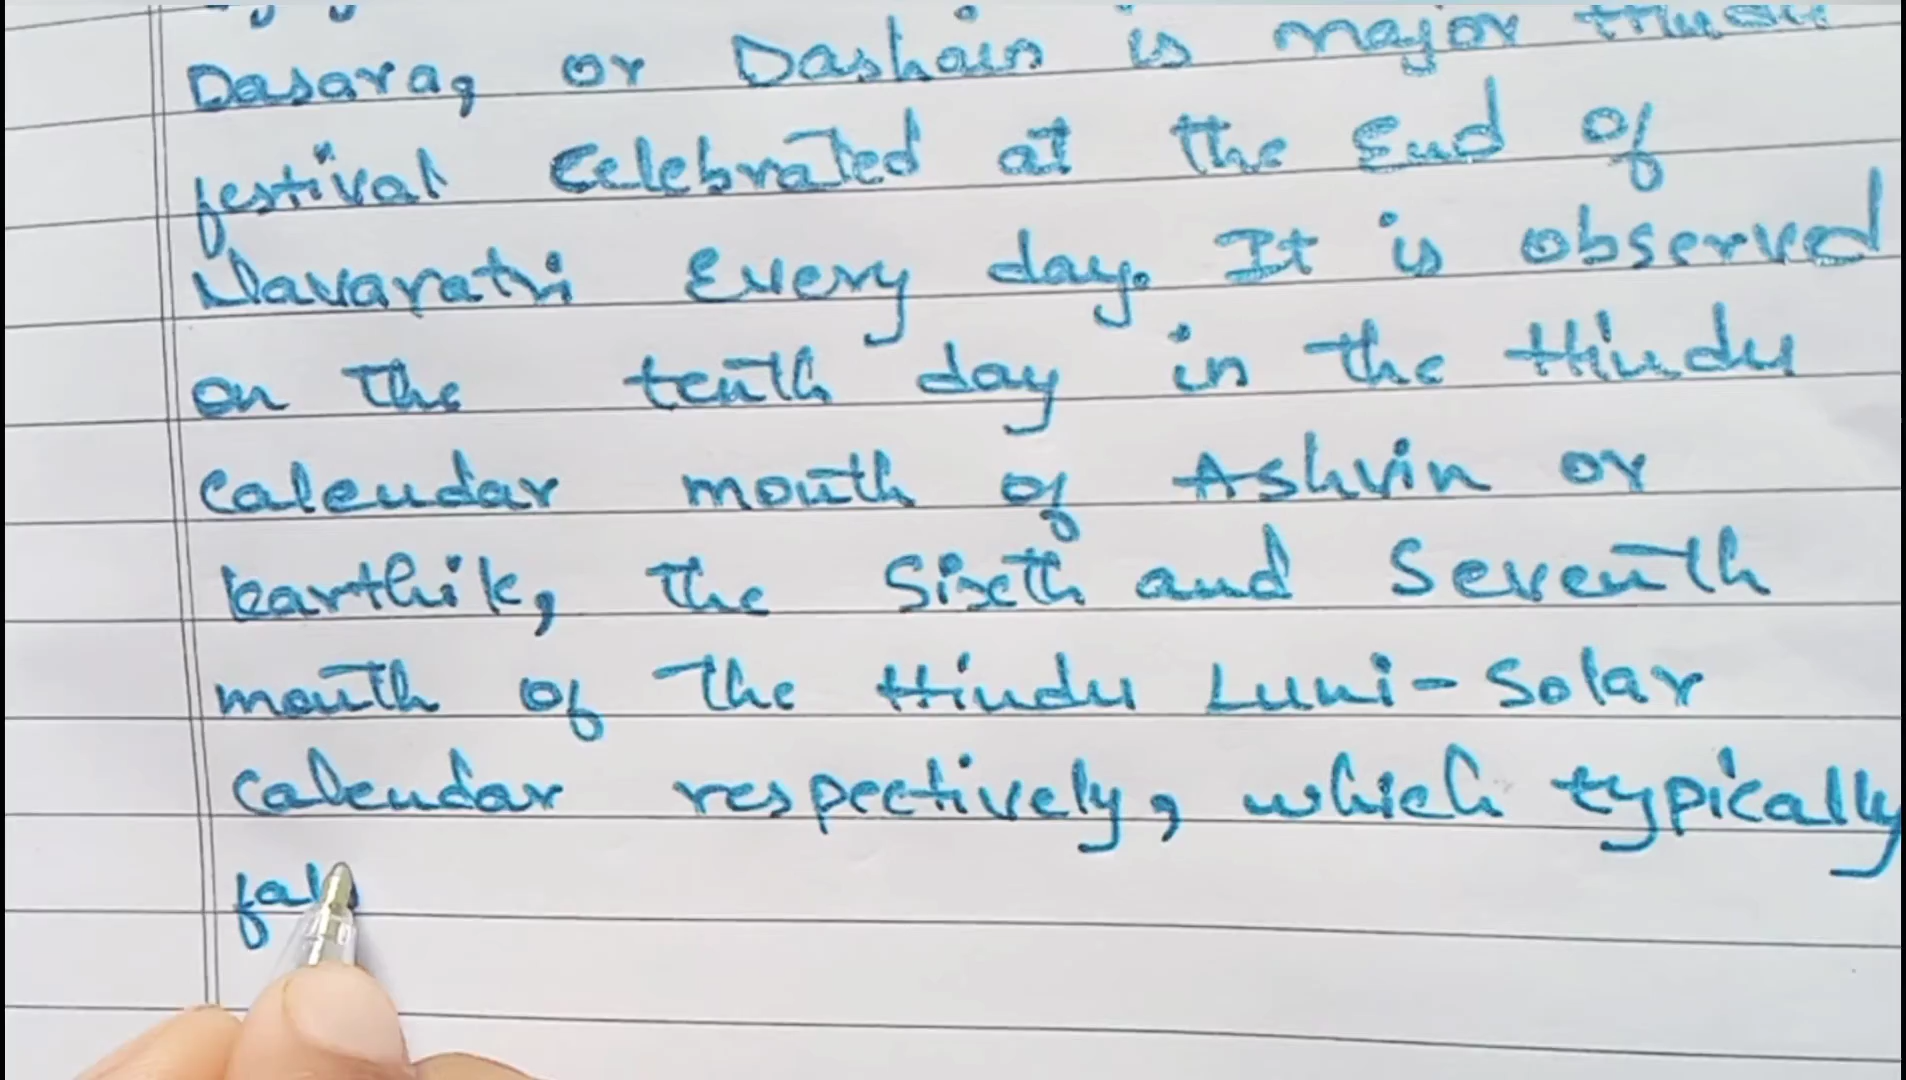 Dasara, or Dashain is major Hindu
festival Celebrated at the End of
Navaratri Every day. It is observed
on the tenth day in the Hindu
Calendar month of Ashvin or
karthik, the Sixth and Seventh
month of the Hindu Luni-Solar
Calendar respectively, which typically
fall